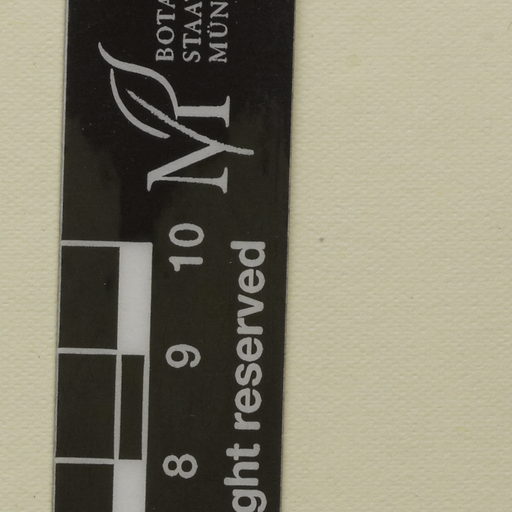 BOTA
STAA
MÜN
M
10
9
8
ght reserved